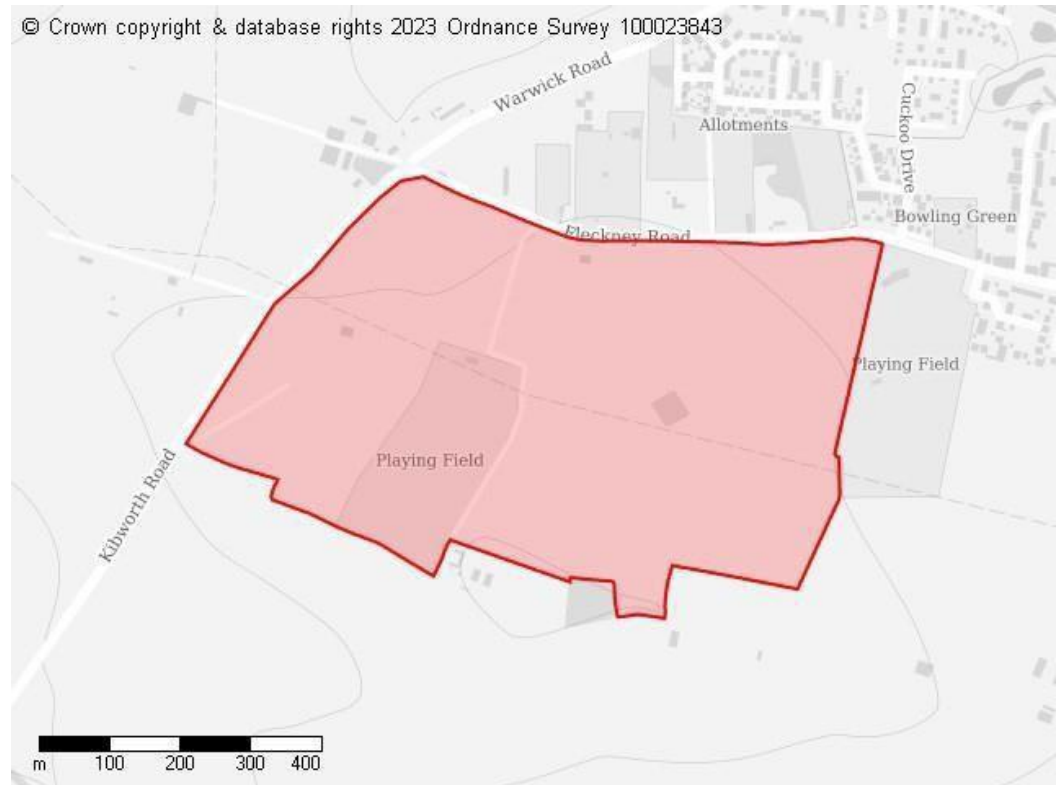 © Crown copyright & database rights 2023 Ordnance Survey 100023843
Warwick Road
Cuckoo Drive
Allotments
Bowling Green
Fleckney Road
Playing Field
Playing Field
Kibworth Road
m 100 200 300 400